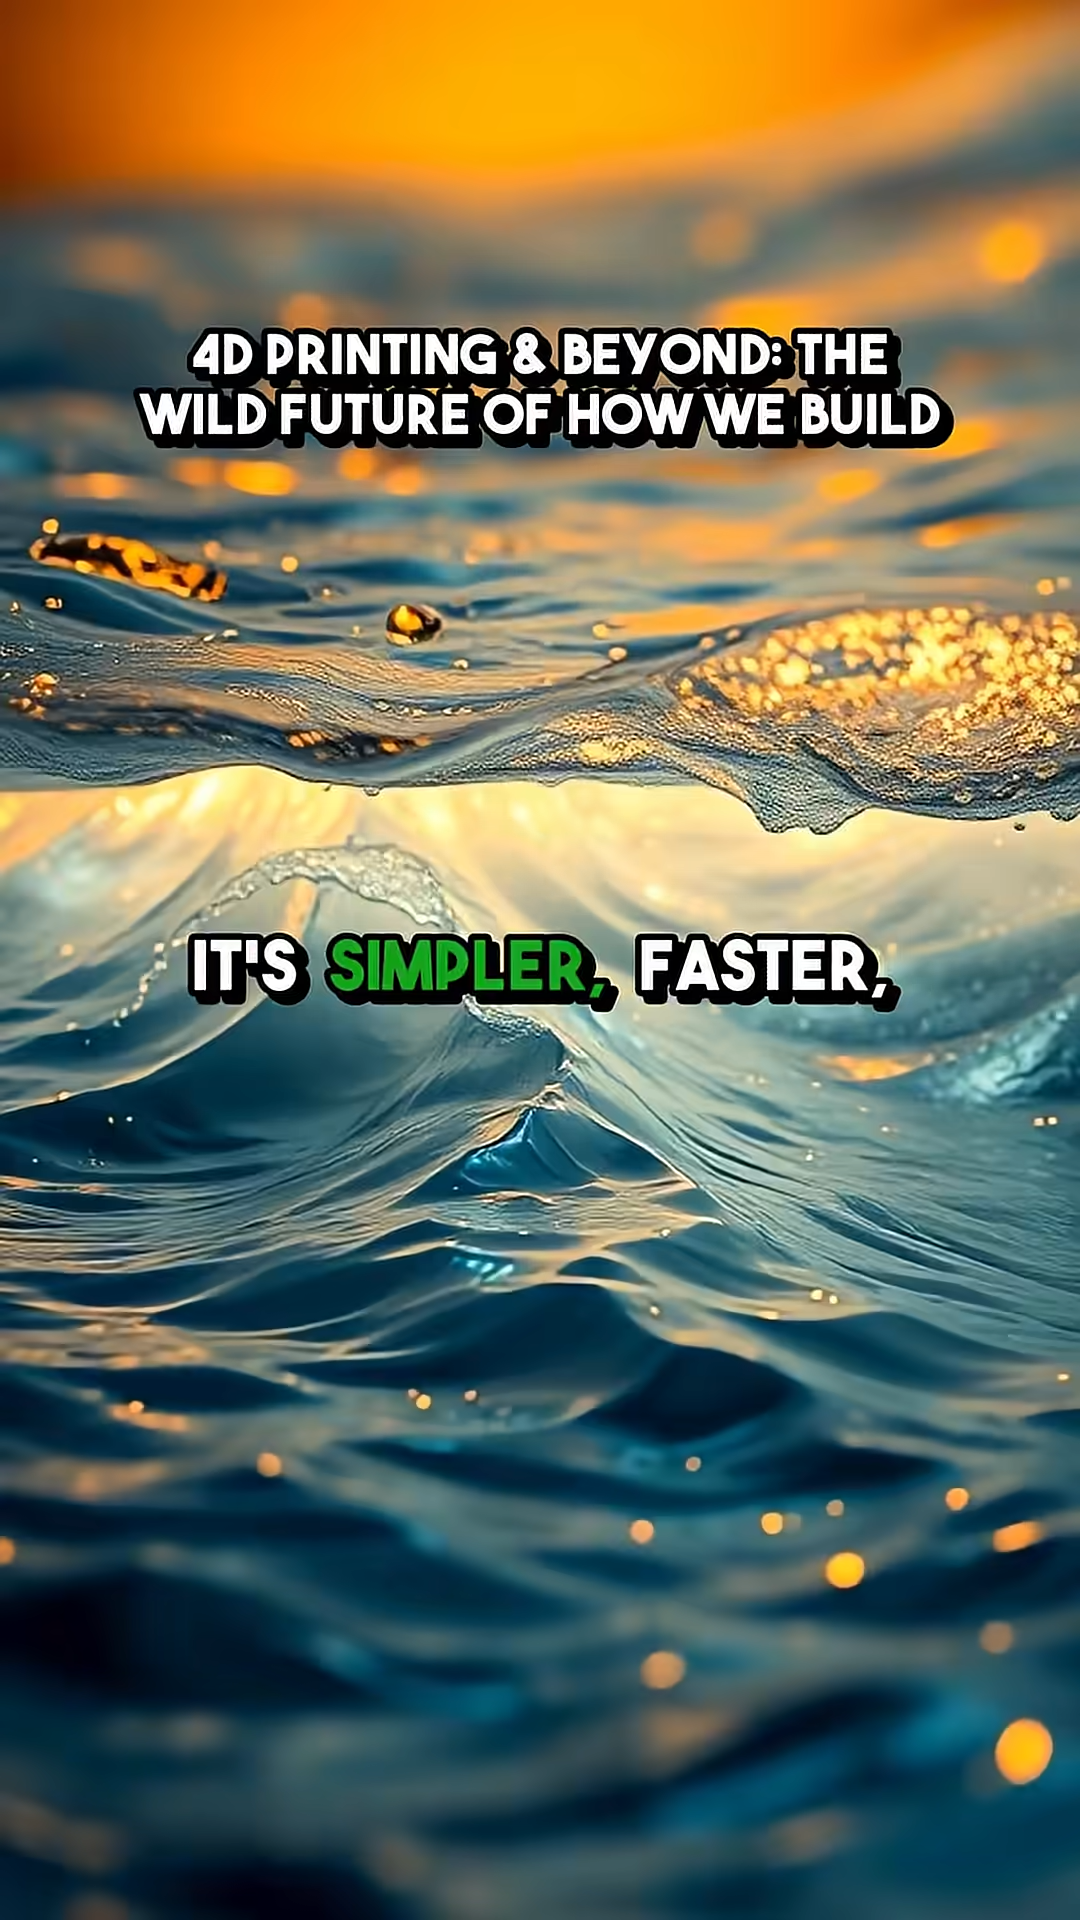 4D PRINTING & BEYOND: THE
WILD FUTURE OF HOW WE BUILD
IT'S SIMPLER, FASTER,